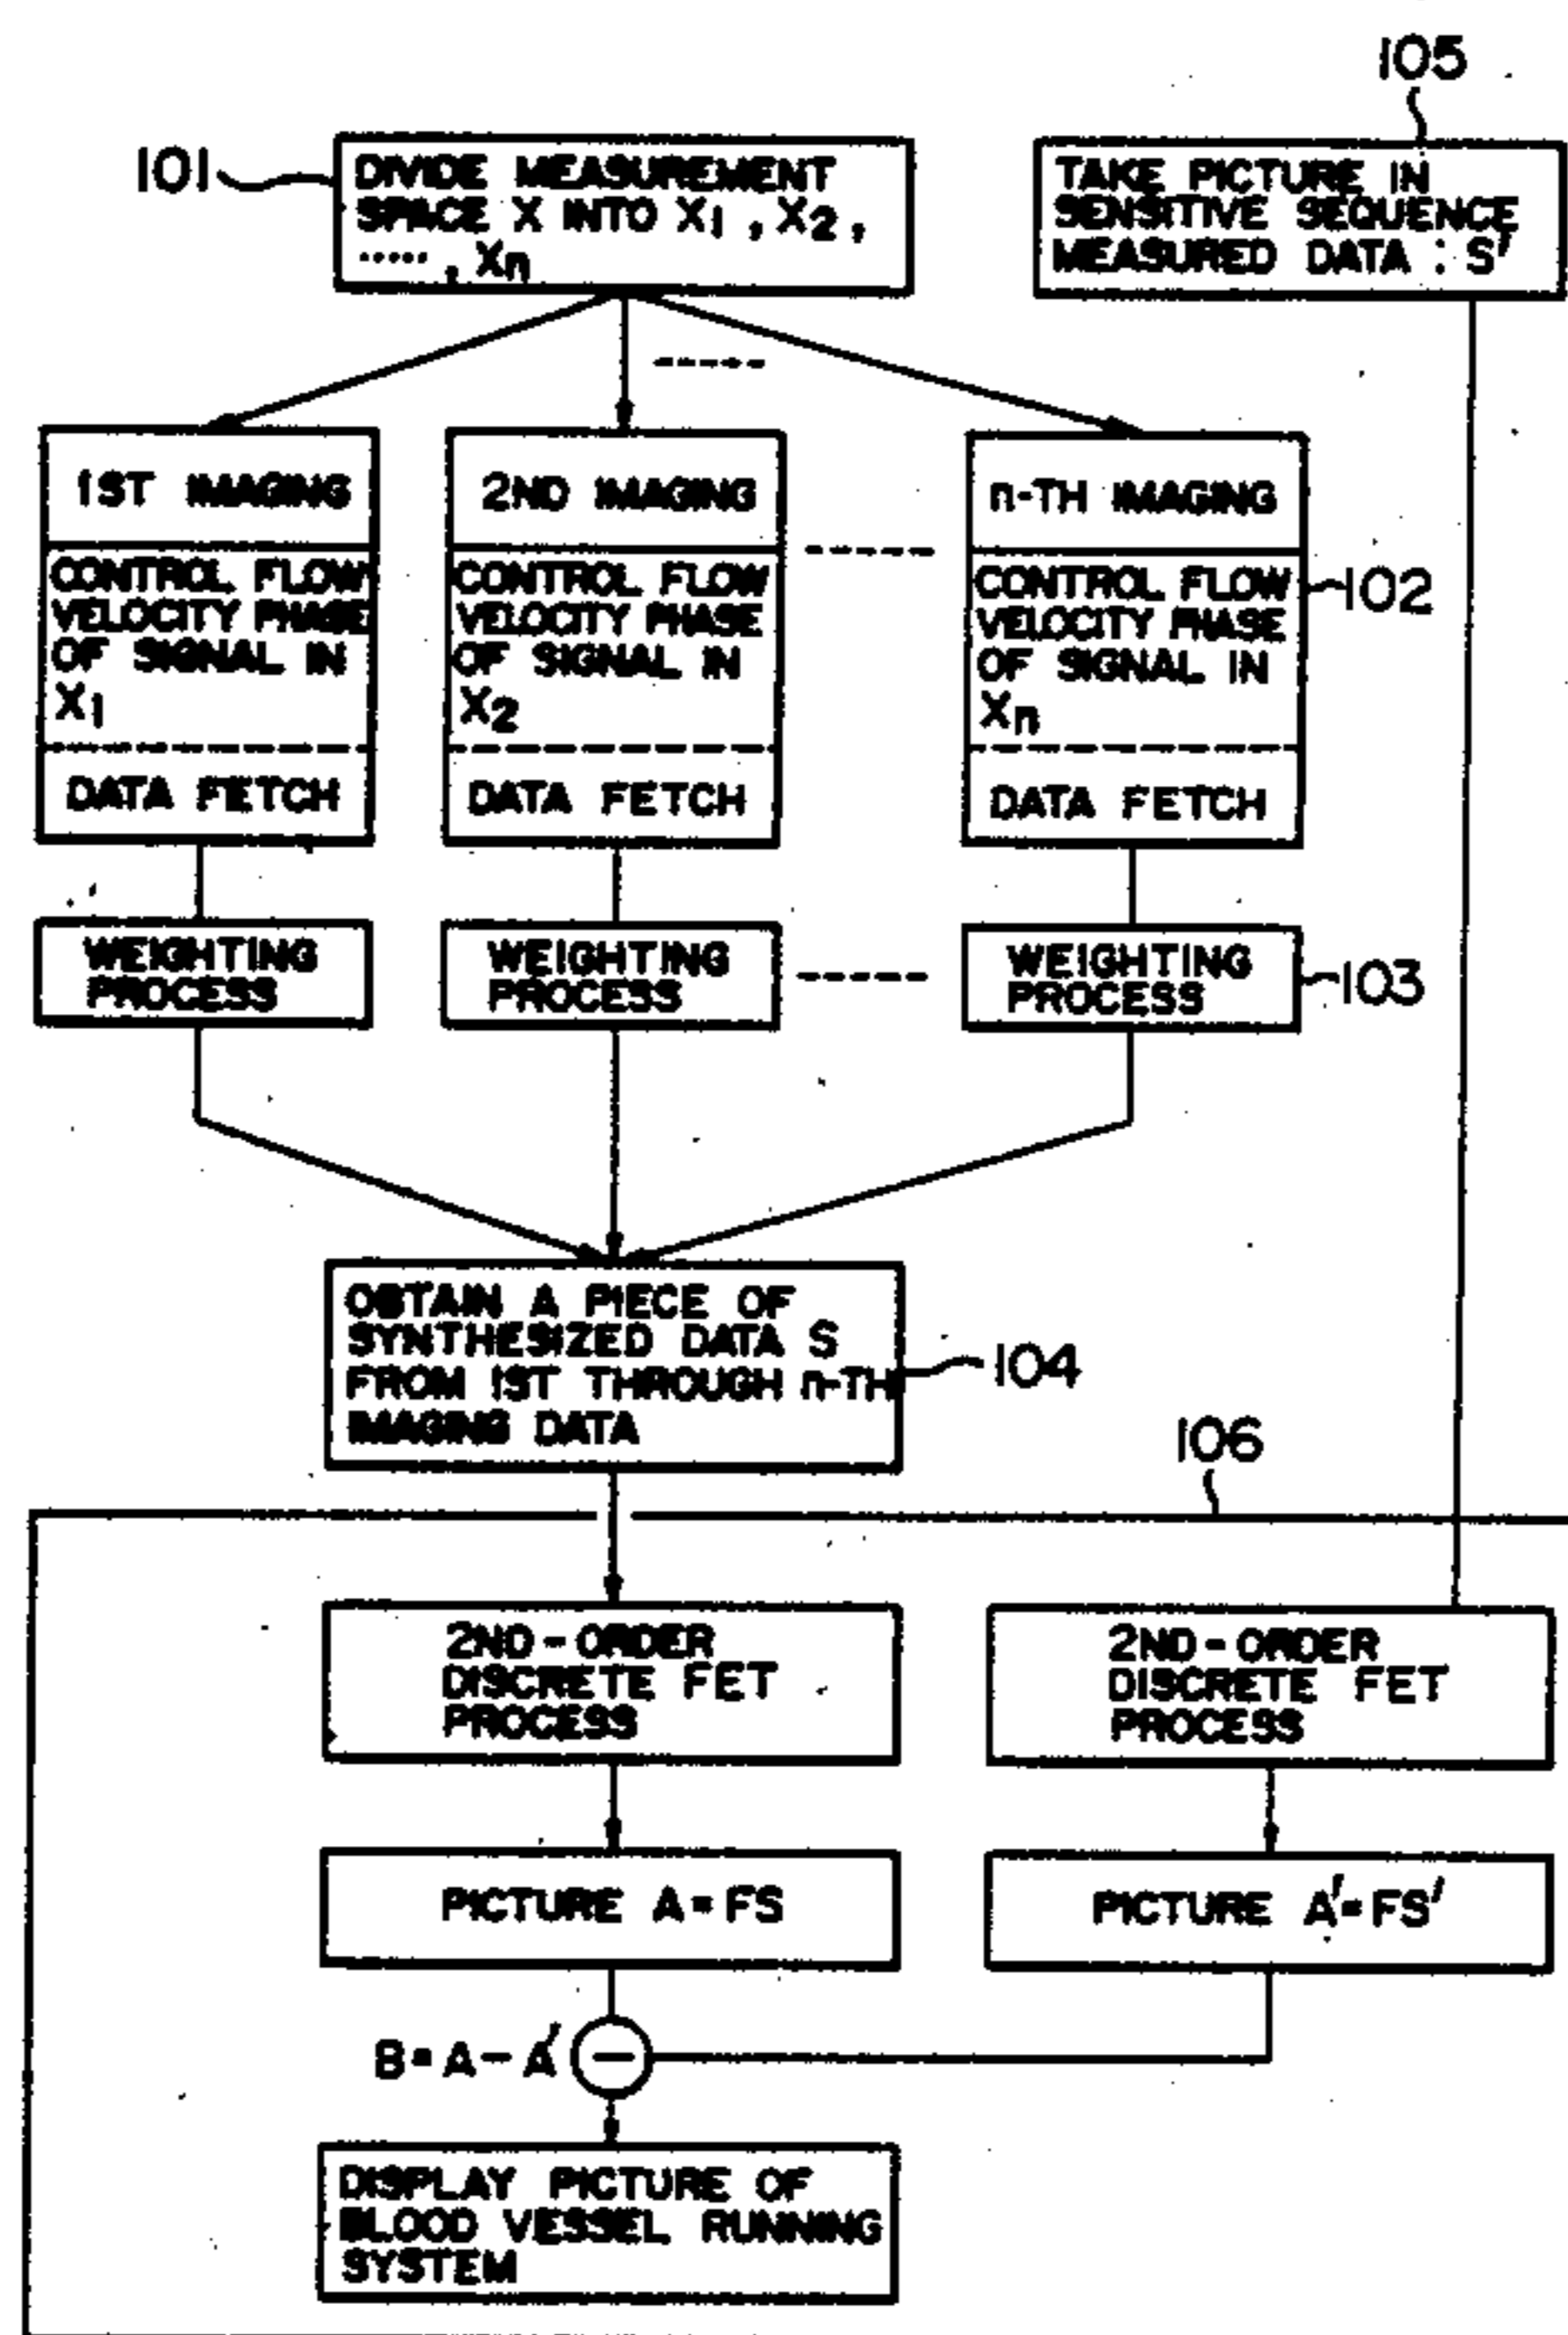 105
101
DIVIDE MEASUREMENT
SPACE X INTO X1 , X2 ,
····· , Xn
TAKE PICTURE IN
SENSITIVE SEQUENCE
MEASURED DATA : S'
1ST IMAGING
CONTROL FLOW
VELOCITY PHASE
OF SIGNAL IN
X1
DATA FETCH
2ND IMAGING
CONTROL FLOW
VELOCITY PHASE
OF SIGNAL IN
X2
DATA FETCH
n-TH IMAGING
CONTROL FLOW
VELOCITY PHASE
OF SIGNAL IN
Xn
DATA FETCH
102
WEIGHTING
PROCESS
WEIGHTING
PROCESS
WEIGHTING
PROCESS
103
OBTAIN A PIECE OF
SYNTHESIZED DATA S
FROM 1ST THROUGH n-TH
IMAGING DATA
104
106
2ND-ORDER
DISCRETE FET
PROCESS
2ND-ORDER
DISCRETE FET
PROCESS
PICTURE A=FS
PICTURE A'=FS'
B=A-A'
−
DISPLAY PICTURE OF
BLOOD VESSEL RUNNING
SYSTEM